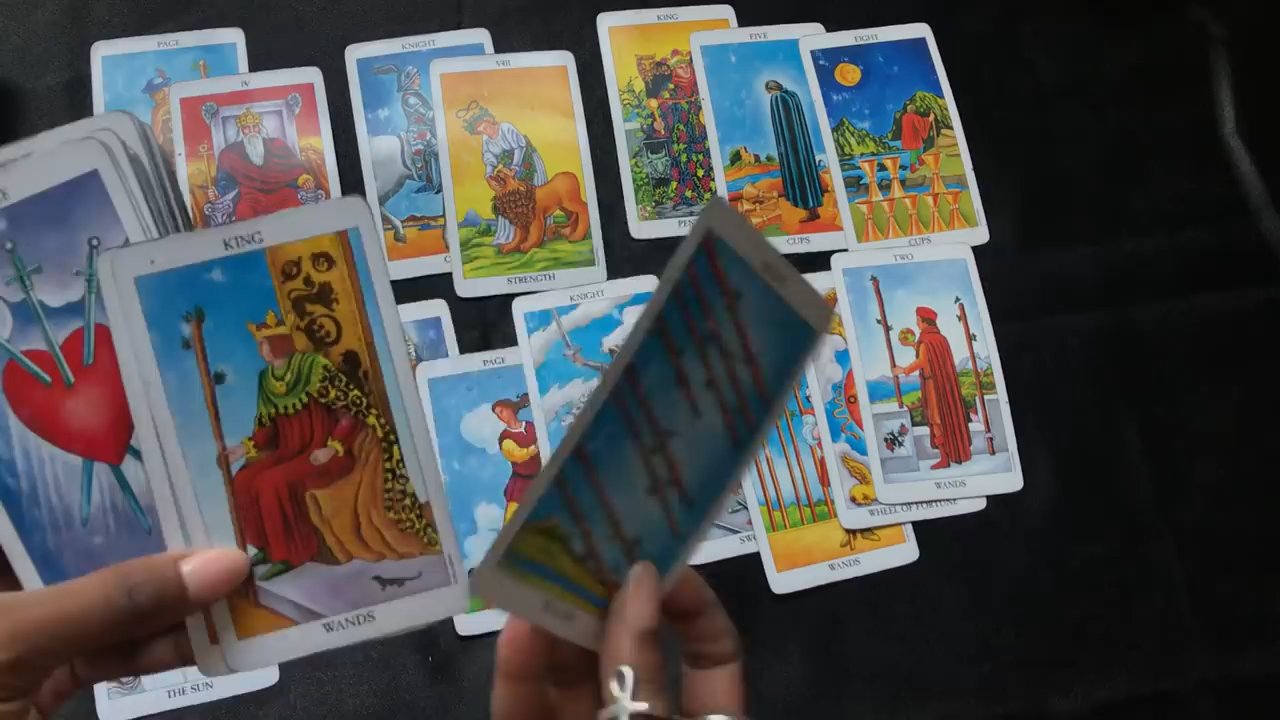 PAGE
IV
KNIGHT
VIII
STRENGTH
KING
FIVE
CUPS
EIGHT
CUPS
KING
WANDS
PAGE
KNIGHT
TWO
WANDS
WHEEL OF FORTUNE
WANDS
THE SUN